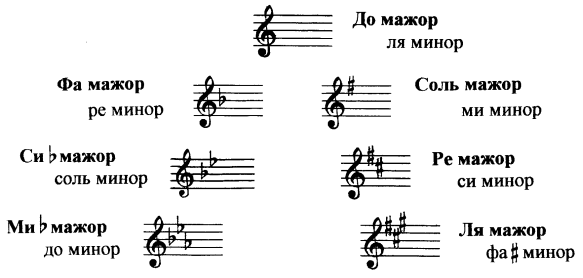 До мажор
ля минор
Фа мажор
ре минор
Соль мажор
ми минор
Си♭мажор
соль минор
Ре мажор
си минор
Ми♭мажор
до минор
Ля мажор
фа♯минор